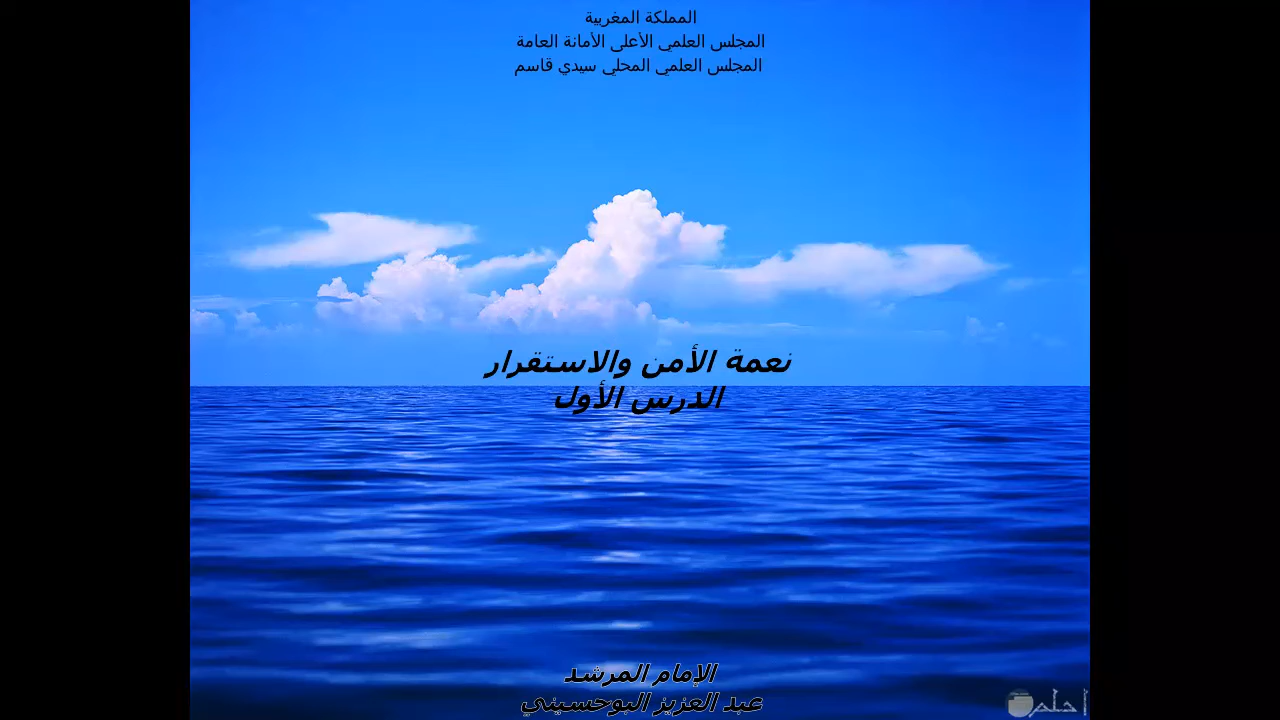 المملكة المغربية
المجلس العلمي الأعلى الأمانة العامة
المجلس العلمي المحلي سيدي قاسم
نعمة الأمن والاستقرار
الدرس الأول
الإمام المرشد
عبد العزيز البوحسيني
احلم